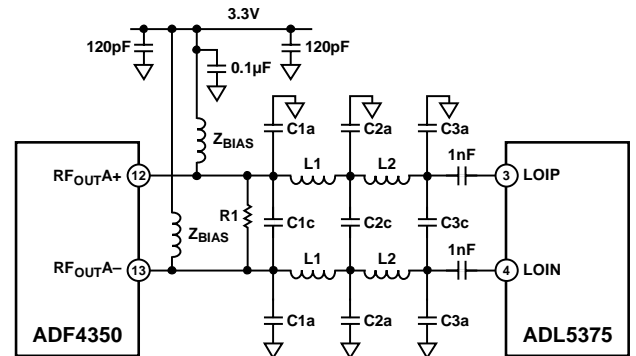 3.3V
120pF
120pF
0.1µF
C1a
C2a
C3a
ZBIAS
L1
L2
1nF
RFOUTA+
12
3
LOIP
R1
C1c
C2c
C3c
ZBIAS
1nF
L1
L2
RFOUTA−
13
4
LOIN
C1a
C2a
C3a
ADF4350
ADL5375